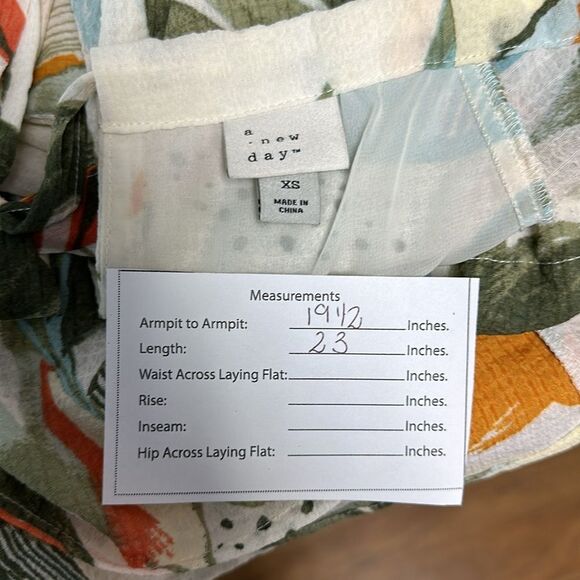 a
new
day™
XS
MADE IN
CHINA
Measurements
Armpit to Armpit: 19 1/2 Inches.
Length: 23 Inches.
Waist Across Laying Flat: Inches.
Rise: Inches.
Inseam: Inches.
Hip Across Laying Flat: Inches.